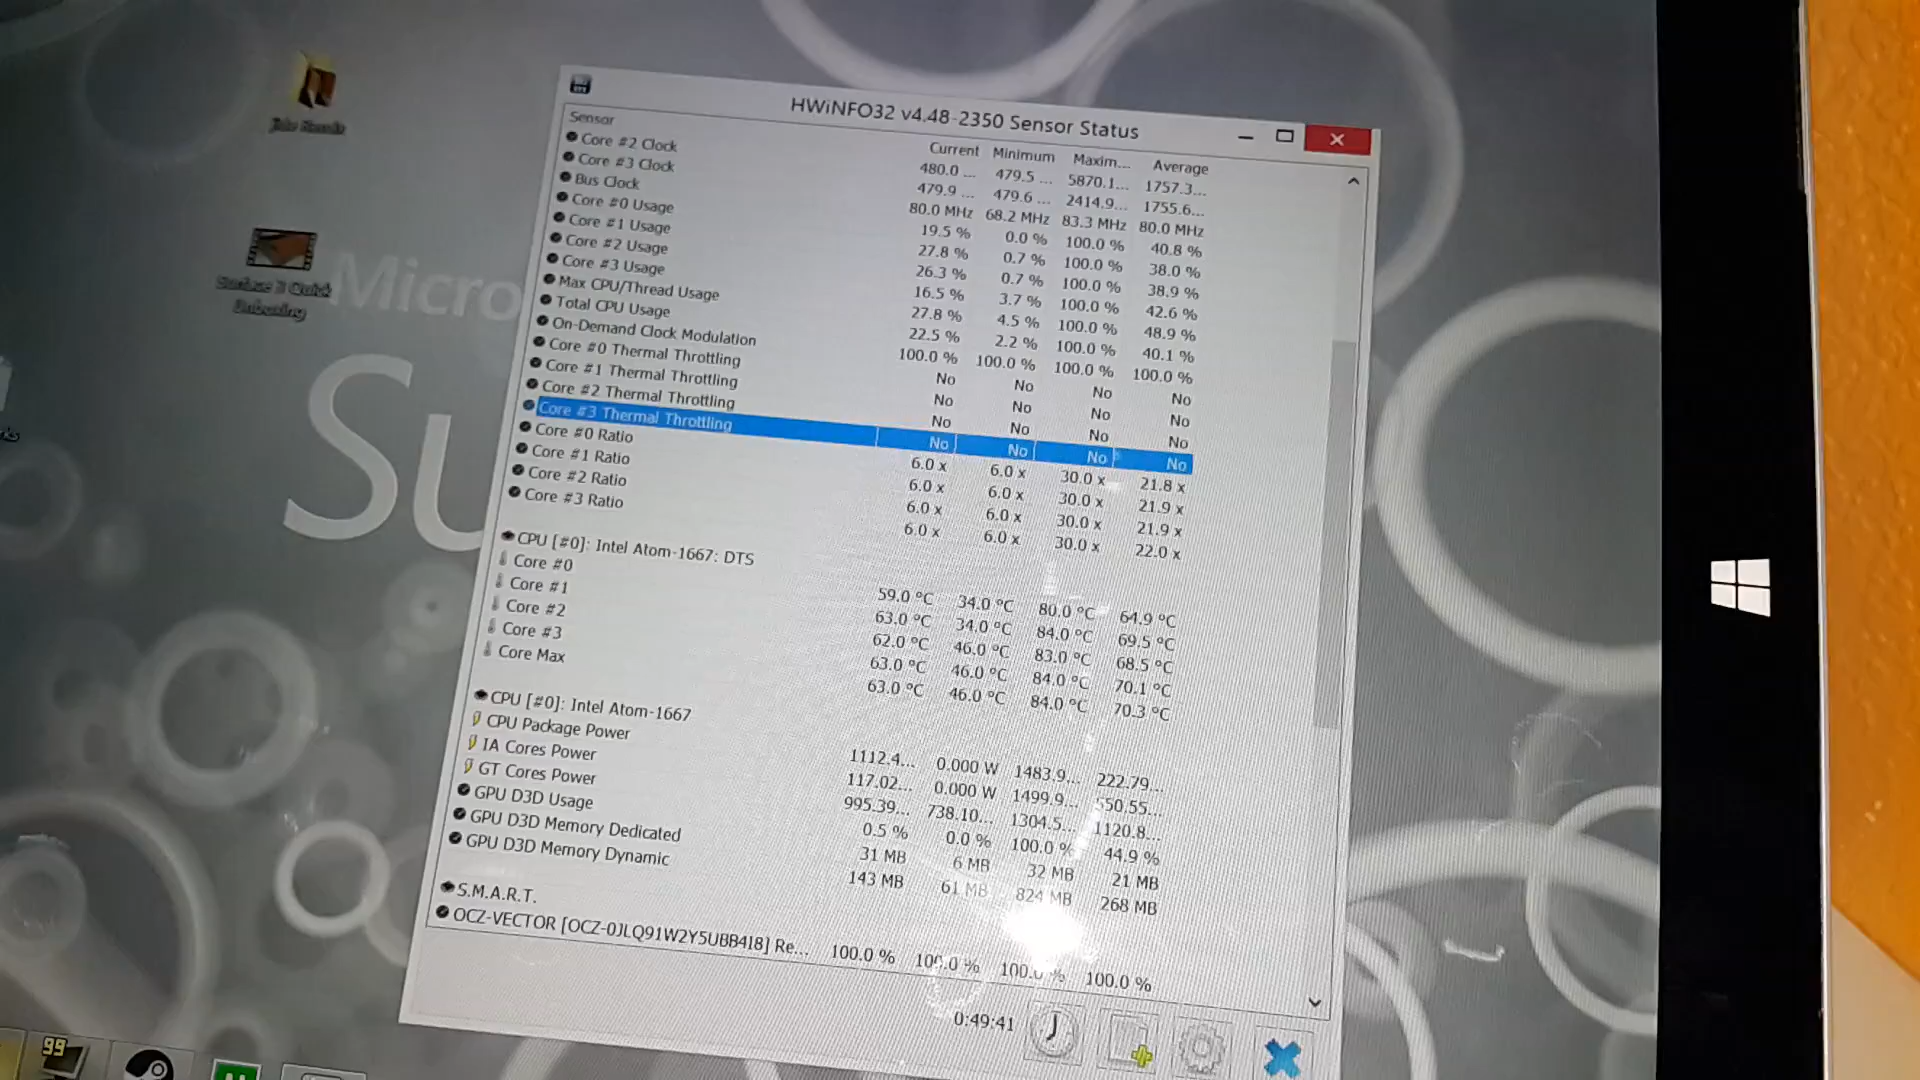 HWiNFO32 v4.48-2350 Sensor Status
Sensor Current Minimum Maxim... Average
Core #2 Clock 480.0 ... 479.5 ... 5870.1... 1757.3...
Core #3 Clock 479.9 ... 479.6 ... 2414.9... 1755.6...
Bus Clock 80.0 MHz 68.2 MHz 83.3 MHz 80.0 MHz
Core #0 Usage 19.5 % 0.0 % 100.0 % 40.8 %
Core #1 Usage 27.8 % 0.7 % 100.0 % 38.0 %
Core #2 Usage 26.3 % 0.7 % 100.0 % 38.9 %
Core #3 Usage 16.5 % 3.7 % 100.0 % 42.6 %
Max CPU/Thread Usage 27.8 % 4.5 % 100.0 % 48.9 %
Total CPU Usage 22.5 % 2.2 % 100.0 % 40.1 %
On-Demand Clock Modulation 100.0 % 100.0 % 100.0 % 100.0 %
Core #0 Thermal Throttling No No No No
Core #1 Thermal Throttling No No No No
Core #2 Thermal Throttling No No No No
Core #3 Thermal Throttling No No No No
Core #0 Ratio 6.0 x 6.0 x 30.0 x 21.8 x
Core #1 Ratio 6.0 x 6.0 x 30.0 x 21.9 x
Core #2 Ratio 6.0 x 6.0 x 30.0 x 21.9 x
Core #3 Ratio 6.0 x 6.0 x 30.0 x 22.0 x
CPU [#0]: Intel Atom-1667: DTS
Core #0 59.0 °C 34.0 °C 80.0 °C 64.9 °C
Core #1 63.0 °C 34.0 °C 84.0 °C 69.5 °C
Core #2 62.0 °C 46.0 °C 83.0 °C 68.5 °C
Core #3 63.0 °C 46.0 °C 84.0 °C 70.1 °C
Core Max 63.0 °C 46.0 °C 84.0 °C 70.3 °C
CPU [#0]: Intel Atom-1667
CPU Package Power 1112.4... 0.000 W 1483.9... 222.79...
IA Cores Power 117.02... 0.000 W 1499.9... 550.55...
GT Cores Power 995.39... 738.10... 1304.5... 1120.8...
GPU D3D Usage 0.5 % 0.0 % 100.0 % 44.9 %
GPU D3D Memory Dedicated 31 MB 6 MB 32 MB 21 MB
GPU D3D Memory Dynamic 143 MB 61 MB 824 MB 268 MB
S.M.A.R.T.
OCZ-VECTOR [OCZ-0JLQ91W2Y5UBB418] Re... 100.0 % 100.0 % 100.0 % 100.0 %
0:49:41
Surface 3 Quick
Unboxing
Micro
Su
99